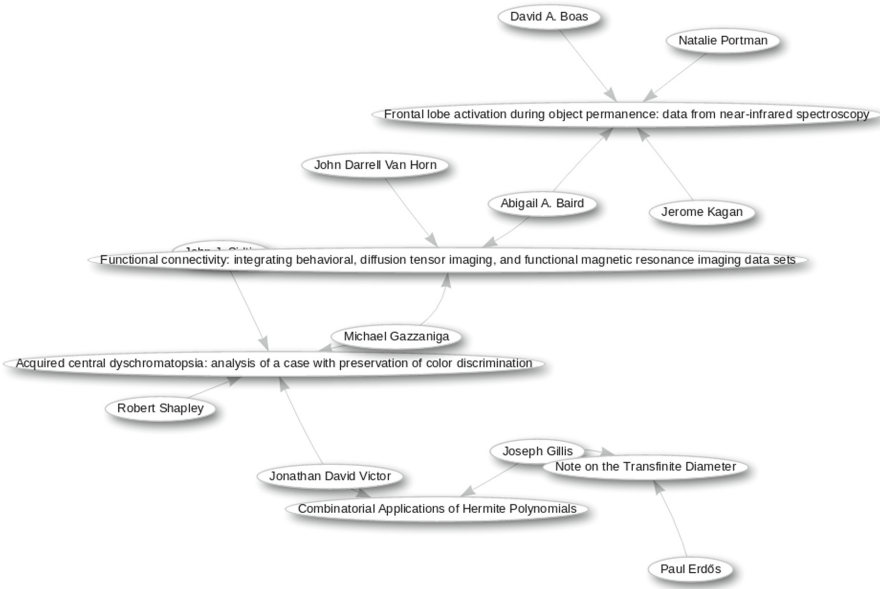 David A. Boas
Natalie Portman
Frontal lobe activation during object permanence: data from near-infrared spectroscopy
John Darrell Van Horn
Abigail A. Baird
Jerome Kagan
John J.
Functional connectivity: integrating behavioral, diffusion tensor imaging, and functional magnetic resonance imaging data sets
Michael Gazzaniga
Acquired central dyschromatopsia: analysis of a case with preservation of color discrimination
Robert Shapley
Joseph Gillis
Note on the Transfinite Diameter
Jonathan David Victor
Combinatorial Applications of Hermite Polynomials
Paul Erdős